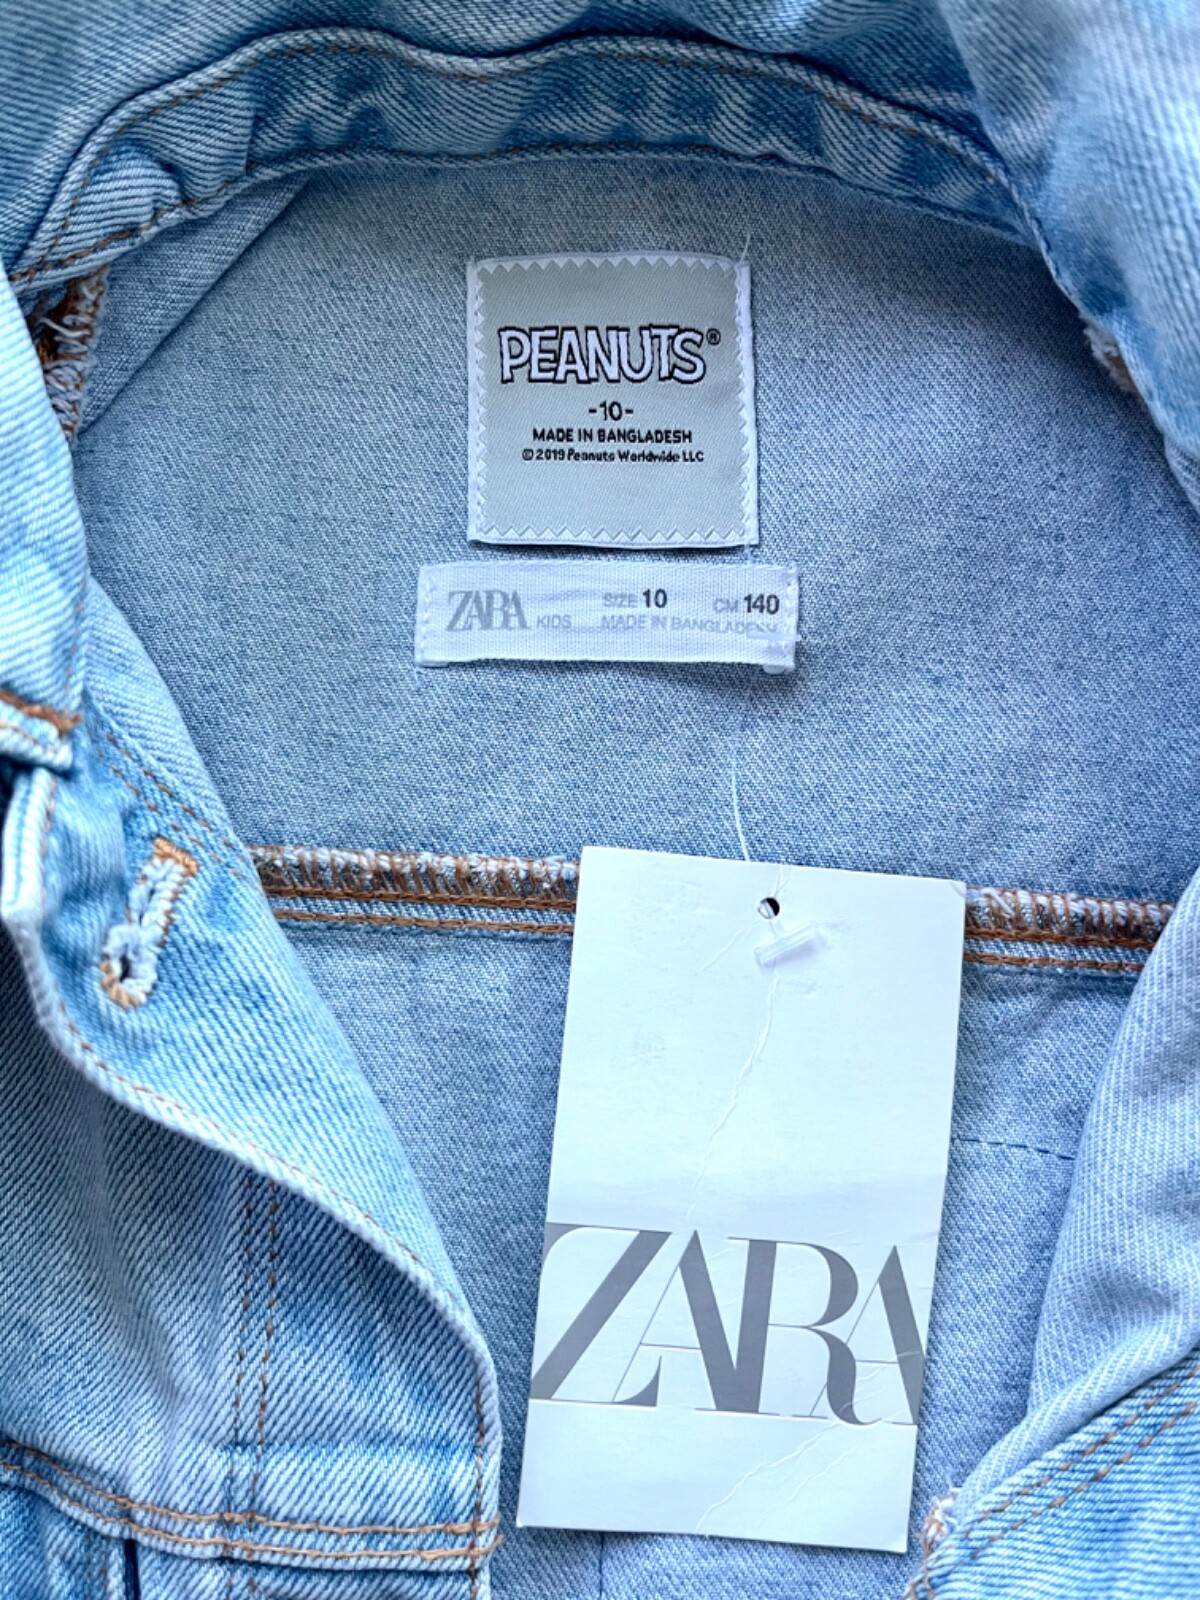 PEANUTS®
-10-
MADE IN BANGLADESH
© 2019 Peanuts Worldwide LLC
ZARA KIDS SIZE 10 CM 140
MADE IN BANGLADESH
ZARA